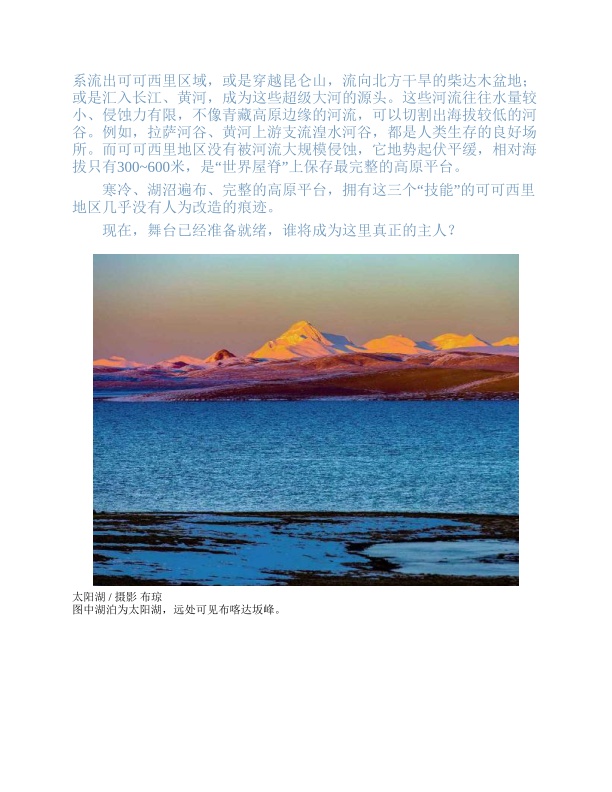 系流出可可西里区域，或是穿越昆仑山，流向北方干旱的柴达木盆地；
或是汇入长江、黄河，成为这些超级大河的源头。这些河流往往水量较
小、侵蚀力有限，不像青藏高原边缘的河流，可以切割出海拔较低的河
谷。例如，拉萨河谷、黄河上游支流湟水河谷，都是人类生存的良好场
所。而可可西里地区没有被河流大规模侵蚀，它地势起伏平缓，相对海
拔只有300~600米，是“世界屋脊”上保存最完整的高原平台。
寒冷、湖沼遍布、完整的高原平台，拥有这三个“技能”的可可西里
地区几乎没有人为改造的痕迹。
现在，舞台已经准备就绪，谁将成为这里真正的主人？
太阳湖 / 摄影 布琼
图中湖泊为太阳湖，远处可见布喀达坂峰。